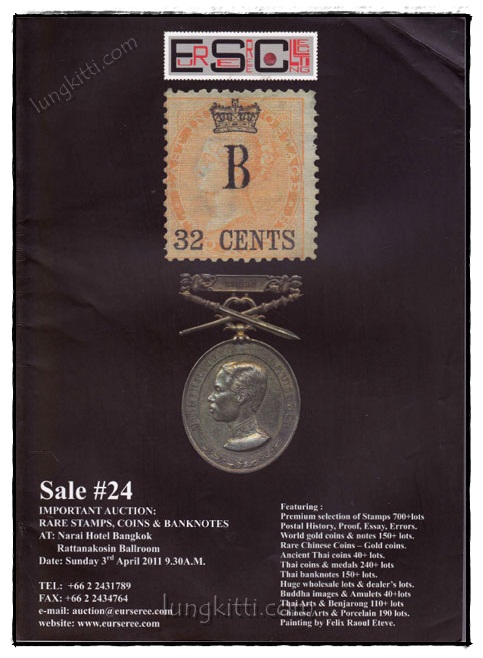 lungkitti.com
EURSEREE COLLECTING
B
32 CENTS
Sale #24
IMPORTANT AUCTION:
RARE STAMPS, COINS & BANKNOTES
AT: Narai Hotel Bangkok
Rattanakosin Ballroom
Date: Sunday 3rd April 2011 9.30A.M.
TEL: +66 2 2431789
FAX: +66 2 2434764
e-mail: auction@eurseree.com
website: www.eurseree.com
Featuring :
Premium selection of Stamps 700+lots
Postal History, Proof, Essay, Errors.
World gold coins & notes 150+ lots.
Rare Chinese Coins – Gold coins.
Ancient Thai coins 40+ lots.
Thai coins & medals 240+ lots
Thai banknotes 150+ lots.
Huge wholesale lots & dealer's lots.
Buddha images & Amulets 40+lots
Thai Arts & Benjarong 110+ lots
Chinese Arts & Porcelain 190 lots.
Painting by Felix Raoul Eteve.
lungkitti.com